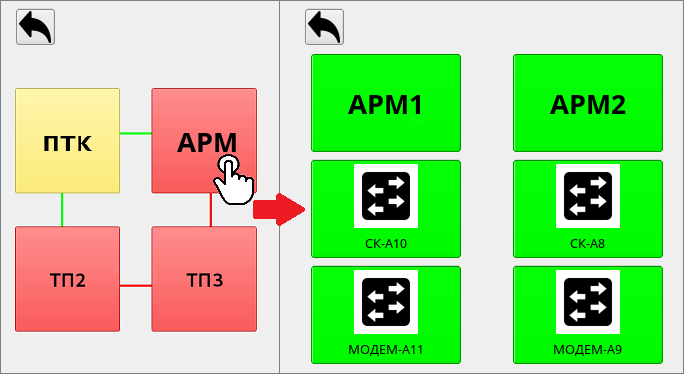 ПТК
АРМ
ТП2
ТП3
АРМ1
АРМ2
СК-А10
СК-А8
МОДЕМ-А11
МОДЕМ-А9